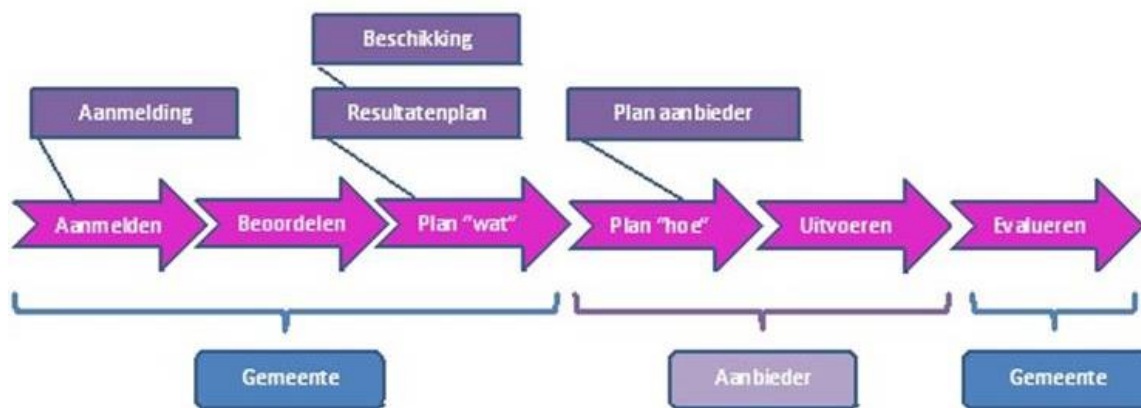 Beschikking
Aanmelding
Resultatenplan
Plan aanbieder
Aanmelden
Beoordelen
Plan "wat"
Plan "hoe"
Uitvoeren
Evalueren
Gemeente
Aanbieder
Gemeente